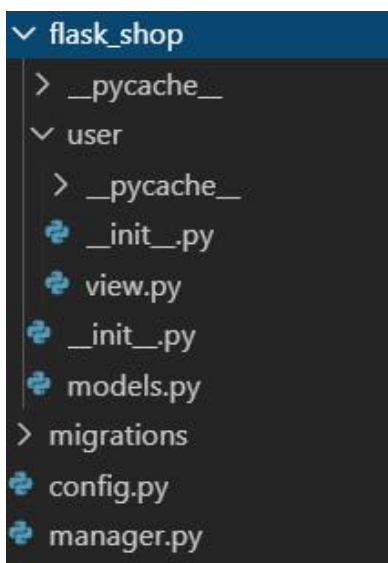 flask_shop
__pycache__
user
__pycache__
__init__.py
view.py
__init__.py
models.py
migrations
config.py
manager.py